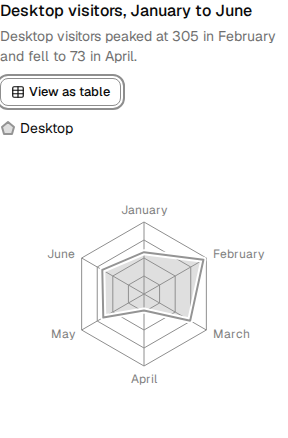 Desktop visitors, January to June
Desktop visitors peaked at 305 in February
and fell to 73 in April.
View as table
Desktop
January
June
February
May
March
April